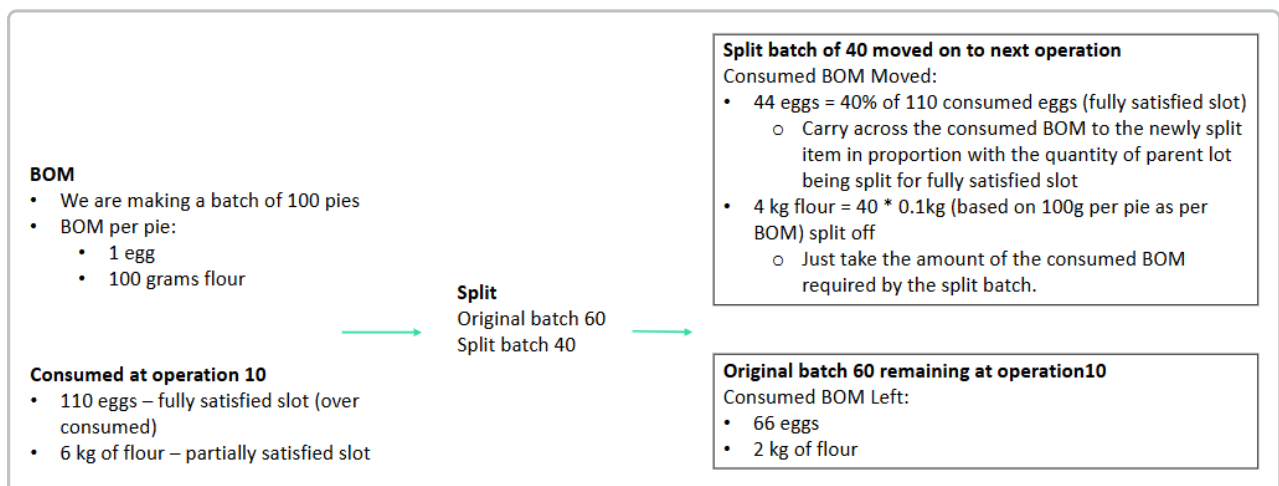 BOM
• We are making a batch of 100 pies
• BOM per pie:
• 1 egg
• 100 grams flour
Consumed at operation 10
• 110 eggs – fully satisfied slot (over
consumed)
• 6 kg of flour – partially satisfied slot
Split
Original batch 60
Split batch 40
Split batch of 40 moved on to next operation
Consumed BOM Moved:
• 44 eggs = 40% of 110 consumed eggs (fully satisfied slot)
o Carry across the consumed BOM to the newly split
item in proportion with the quantity of parent lot
being split for fully satisfied slot
• 4 kg flour = 40 * 0.1kg (based on 100g per pie as per
BOM) split off
o Just take the amount of the consumed BOM
required by the split batch.
Original batch 60 remaining at operation10
Consumed BOM Left:
• 66 eggs
• 2 kg of flour